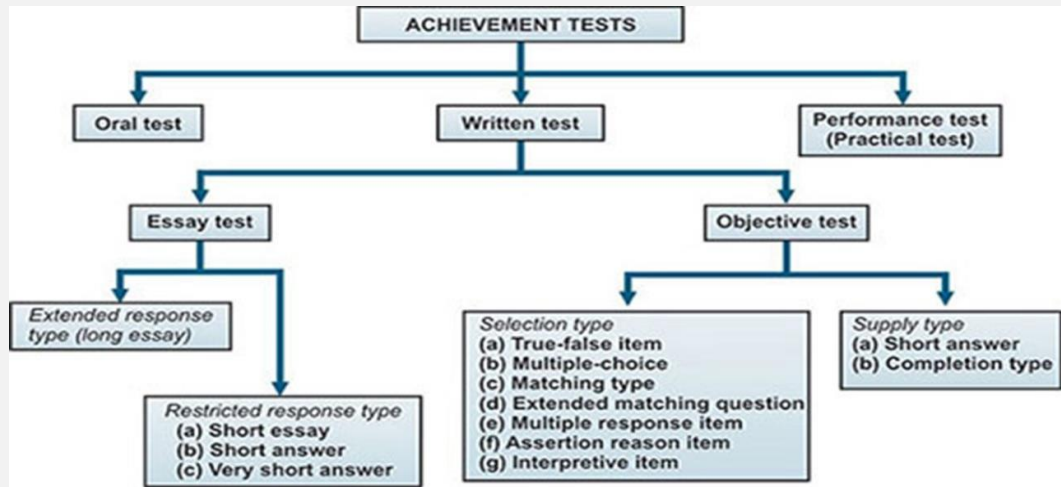 ACHIEVEMENT TESTS
Oral test
Written test
Performance test
(Practical test)
Essay test
Objective test
Extended response
type (long essay)
Restricted response type
(a) Short essay
(b) Short answer
(c) Very short answer
Selection type
(a) True-false item
(b) Multiple-choice
(c) Matching type
(d) Extended matching question
(e) Multiple response item
(f) Assertion reason item
(g) Interpretive item
Supply type
(a) Short answer
(b) Completion type